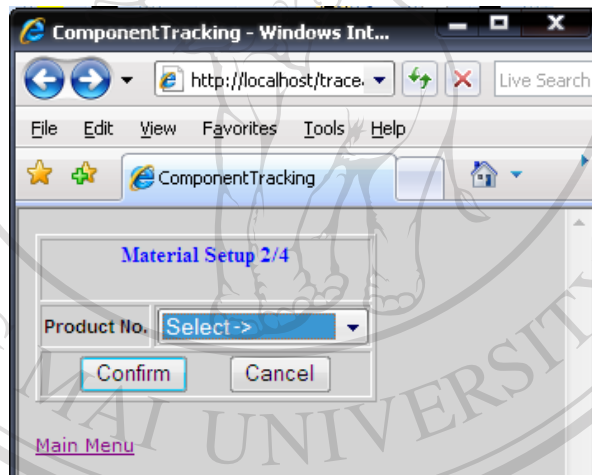 ComponentTracking - Windows Int...
http://localhost/trace. Live Search
File Edit View Favorites Tools Help
ComponentTracking
Material Setup 2/4
Product No. Select->
Confirm Cancel
Main Menu
MAI UNIVERSITY